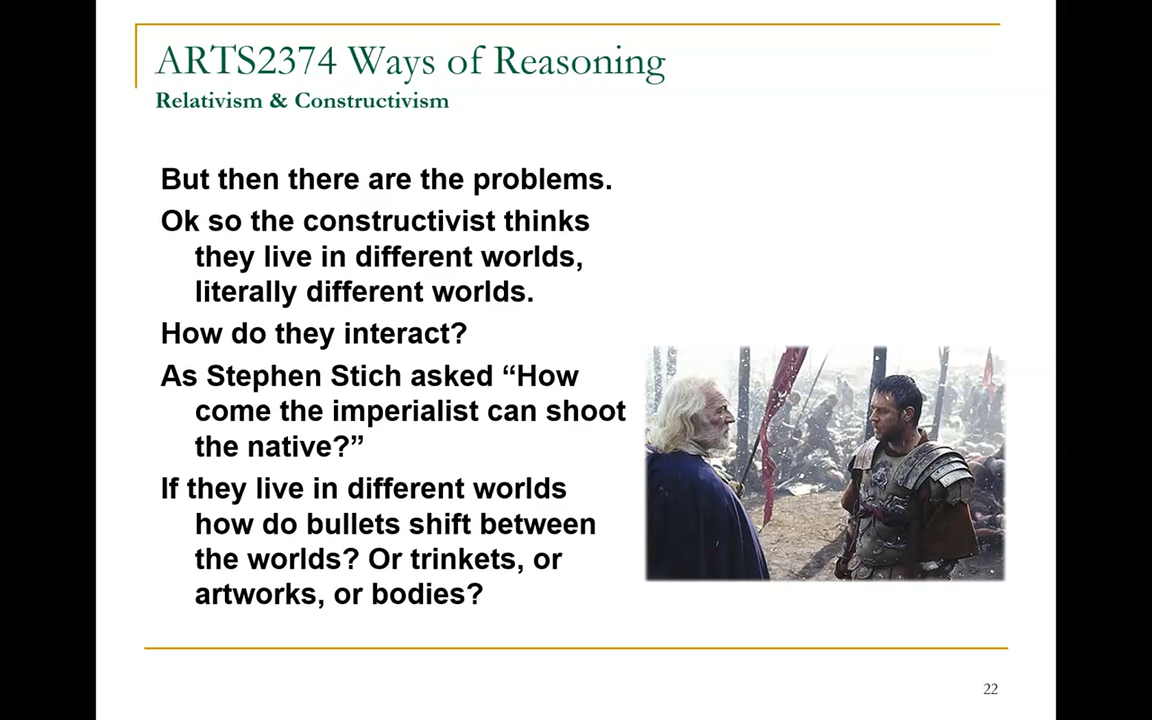 ARTS2374 Ways of Reasoning
Relativism & Constructivism
But then there are the problems.
Ok so the constructivist thinks
they live in different worlds,
literally different worlds.
How do they interact?
As Stephen Stich asked “How
come the imperialist can shoot
the native?”
If they live in different worlds
how do bullets shift between
the worlds? Or trinkets, or
artworks, or bodies?
22